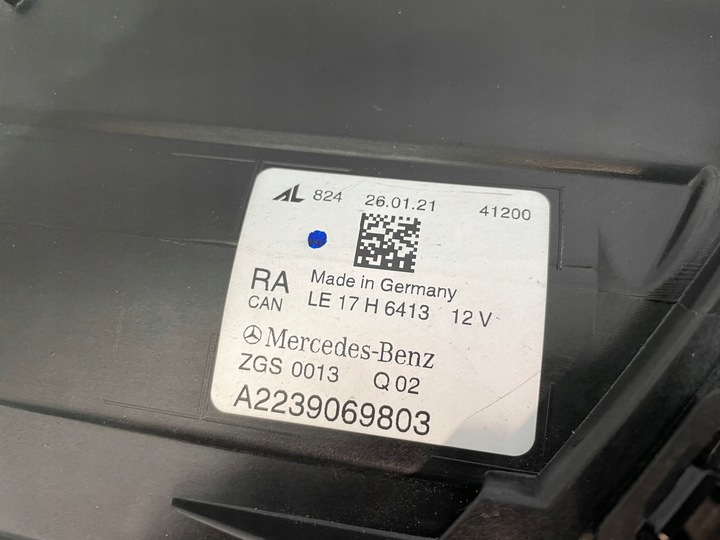 AL 824 26.01.21 41200
RA Made in Germany
CAN LE 17 H 6413 12 V
Mercedes-Benz
ZGS 0013 Q 02
A2239069803